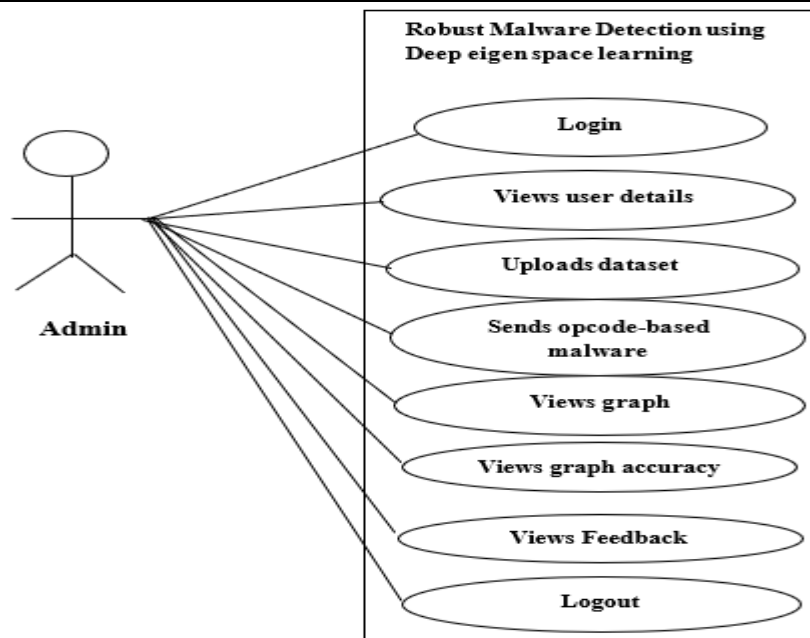 Robust Malware Detection using
Deep eigen space learning
Login
Views user details
Uploads dataset
Sends opcode-based
malware
Admin
Views graph
Views graph accuracy
Views Feedback
Logout